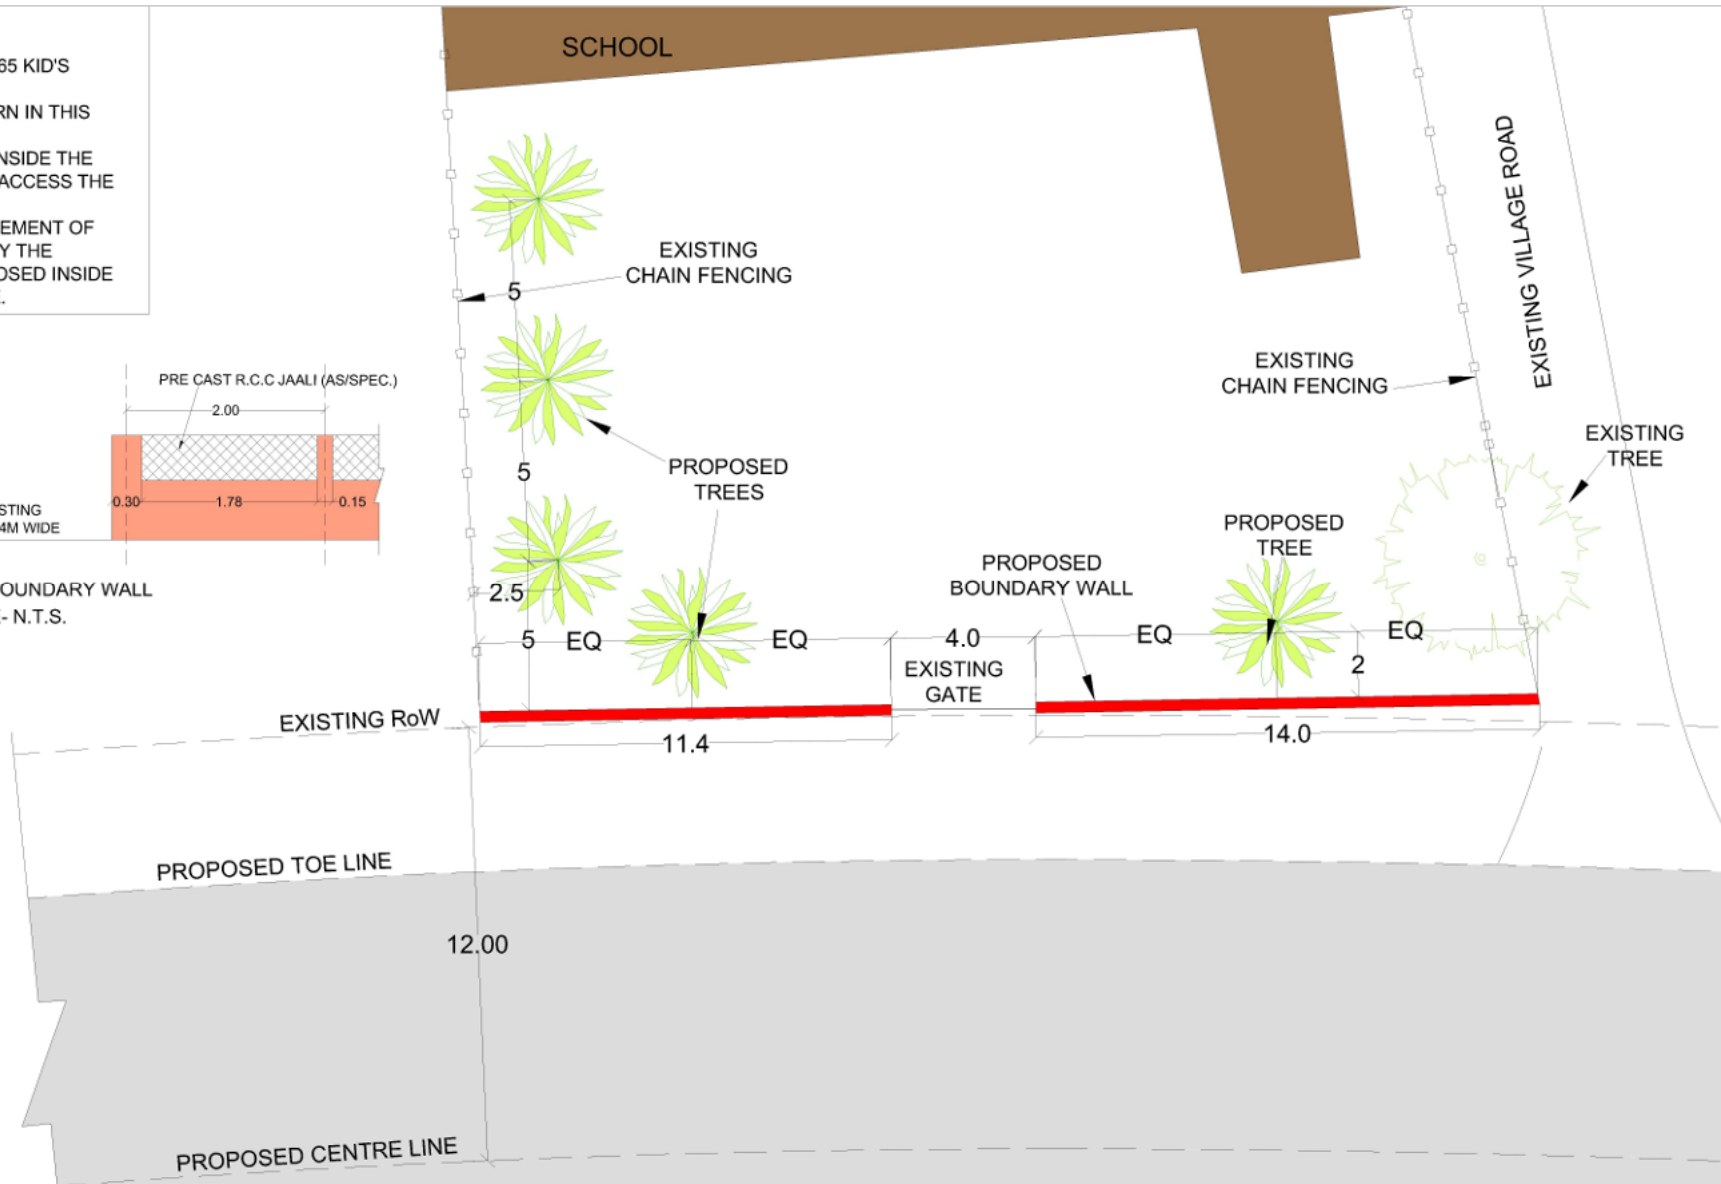 65 KID'S
RN IN THIS
NSIDE THE
ACCESS THE
EMENT OF
Y THE
OSED INSIDE
SCHOOL
EXISTING
CHAIN FENCING
5
PRE CAST R.C.C JAALI (AS/SPEC.)
2.00
0.30
1.78
0.15
STING
4M WIDE
OUNDARY WALL
- N.T.S.
5
PROPOSED
TREES
2.5
EXISTING VILLAGE ROAD
EXISTING
CHAIN FENCING
EXISTING
TREE
PROPOSED
TREE
PROPOSED
BOUNDARY WALL
5
EQ
EQ
4.0
EQ
EQ
2
EXISTING
GATE
EXISTING RoW
11.4
14.0
PROPOSED TOE LINE
12.00
PROPOSED CENTRE LINE